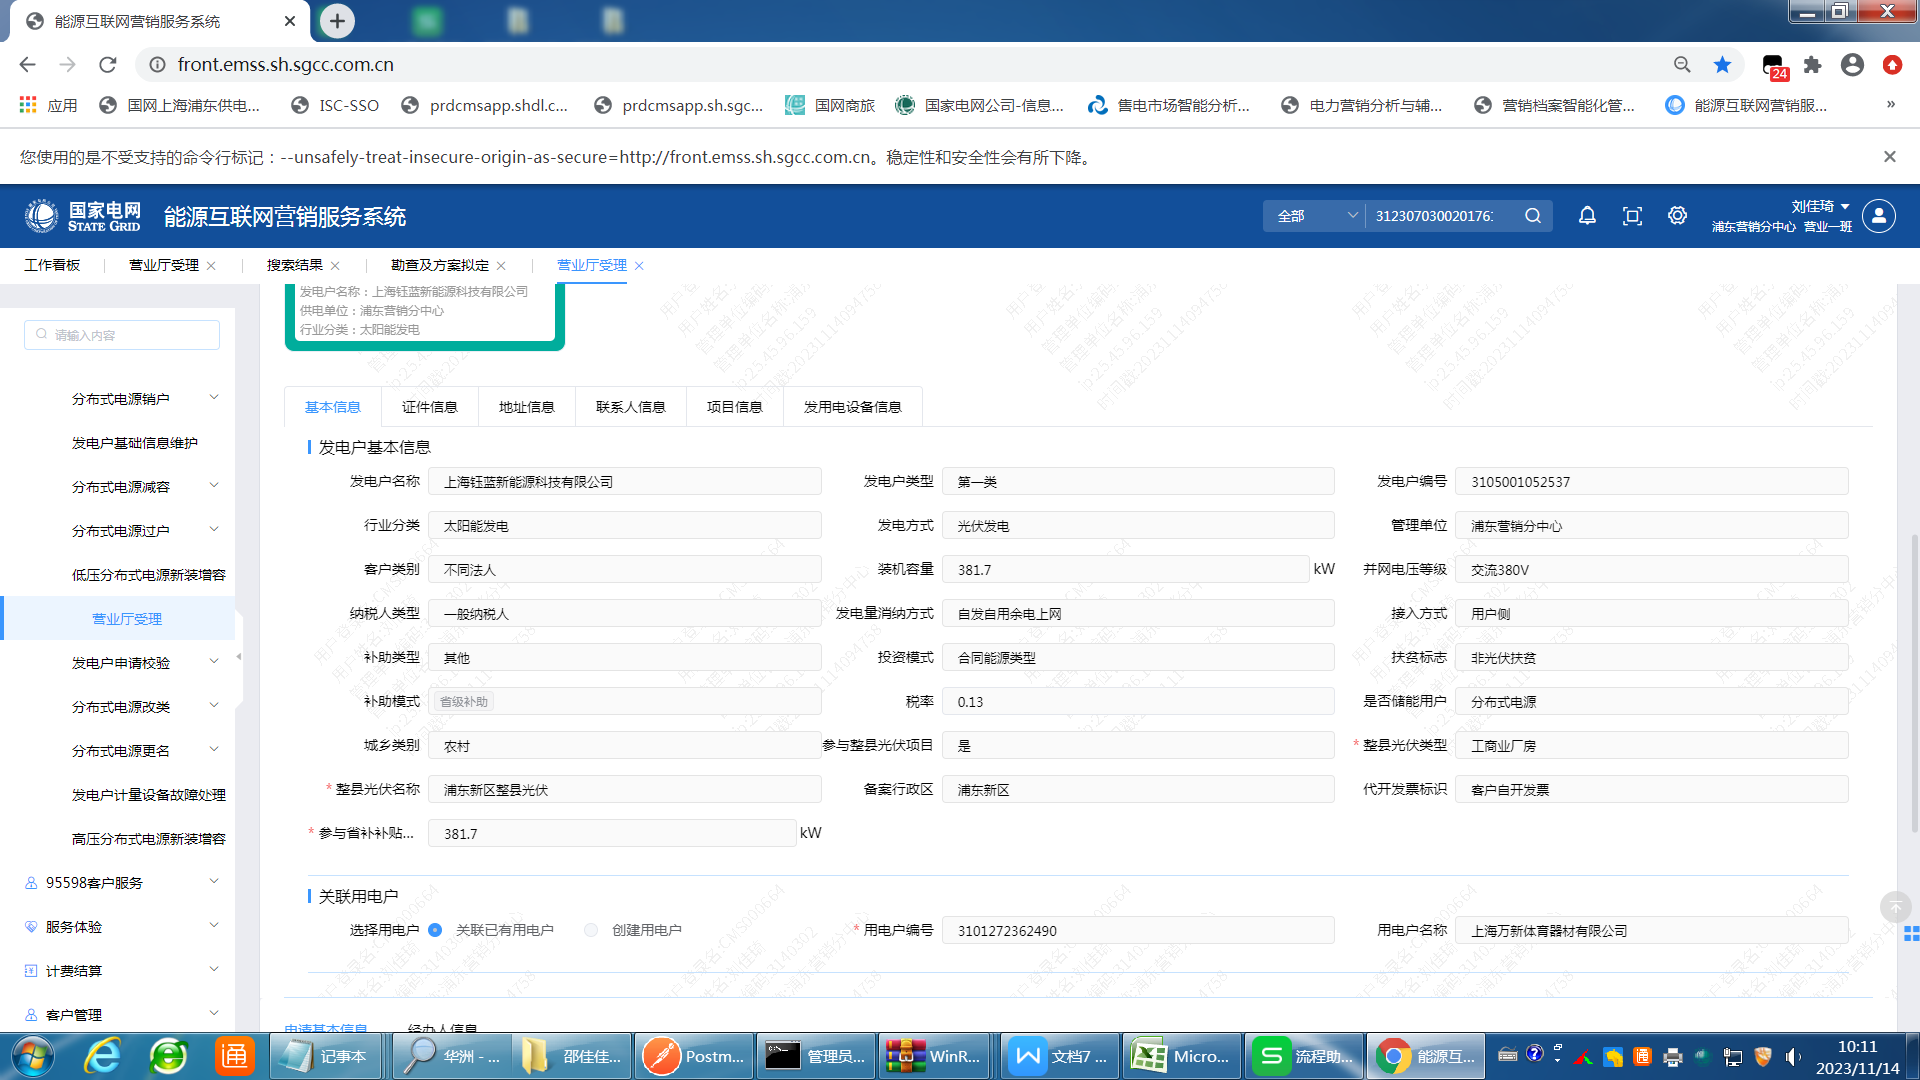 能源互联网营销服务系统
front.emss.sh.sgcc.com.cn
24
应用
国网上海浦东供电...
ISC-SSO
prdcmsapp.shdl.c...
prdcmsapp.sh.sgc...
国网商旅
国家电网公司-信息...
售电市场智能分析...
电力营销分析与辅...
营销档案智能化管...
能源互联网营销服...
»
您使用的是不受支持的命令行标记：--unsafely-treat-insecure-origin-as-secure=http://front.emss.sh.sgcc.com.cn。稳定性和安全性会有所下降。
国家电网
STATE GRID
能源互联网营销服务系统
全部
312307030020176:
刘佳琦
浦东营销分中心 营业一班
工作看板
营业厅受理
搜索结果
勘查及方案拟定
营业厅受理
发电户名称：上海钰蓝新能源科技有限公司
供电单位：浦东营销分中心
行业分类：太阳能发电
请输入内容
分布式电源销户
发电户基础信息维护
分布式电源减容
分布式电源过户
低压分布式电源新装增容
营业厅受理
发电户申请校验
分布式电源改类
分布式电源更名
发电户计量设备故障处理
高压分布式电源新装增容
95598客户服务
服务体验
计费结算
客户管理
基本信息
证件信息
地址信息
联系人信息
项目信息
发用电设备信息
发电户基本信息
发电户名称 上海钰蓝新能源科技有限公司
发电户类型 第一类
发电户编号 3105001052537
行业分类 太阳能发电
发电方式 光伏发电
管理单位 浦东营销分中心
客户类别 不同法人
装机容量 381.7 kW
并网电压等级 交流380V
纳税人类型 一般纳税人
发电量消纳方式 自发自用余电上网
接入方式 用户侧
补助类型 其他
投资模式 合同能源类型
扶贫标志 非光伏扶贫
补助模式 省级补助
税率 0.13
是否储能用户 分布式电源
城乡类别 农村
参与整县光伏项目 是
* 整县光伏类型 工商业厂房
* 整县光伏名称 浦东新区整县光伏
备案行政区 浦东新区
代开发票标识 客户自开发票
* 参与省补补贴... 381.7 kW
关联用电户
选择用电户 关联已有用电户 创建用电户
* 用电户编号 3101272362490
用电户名称 上海万新体育器材有限公司
申请基本信息
经办人信息
记事本
华洲 - ...
邵佳佳...
Postm...
管理员...
WinR...
文档7 ...
Micro...
流程助...
能源互...
10:11
2023/11/14